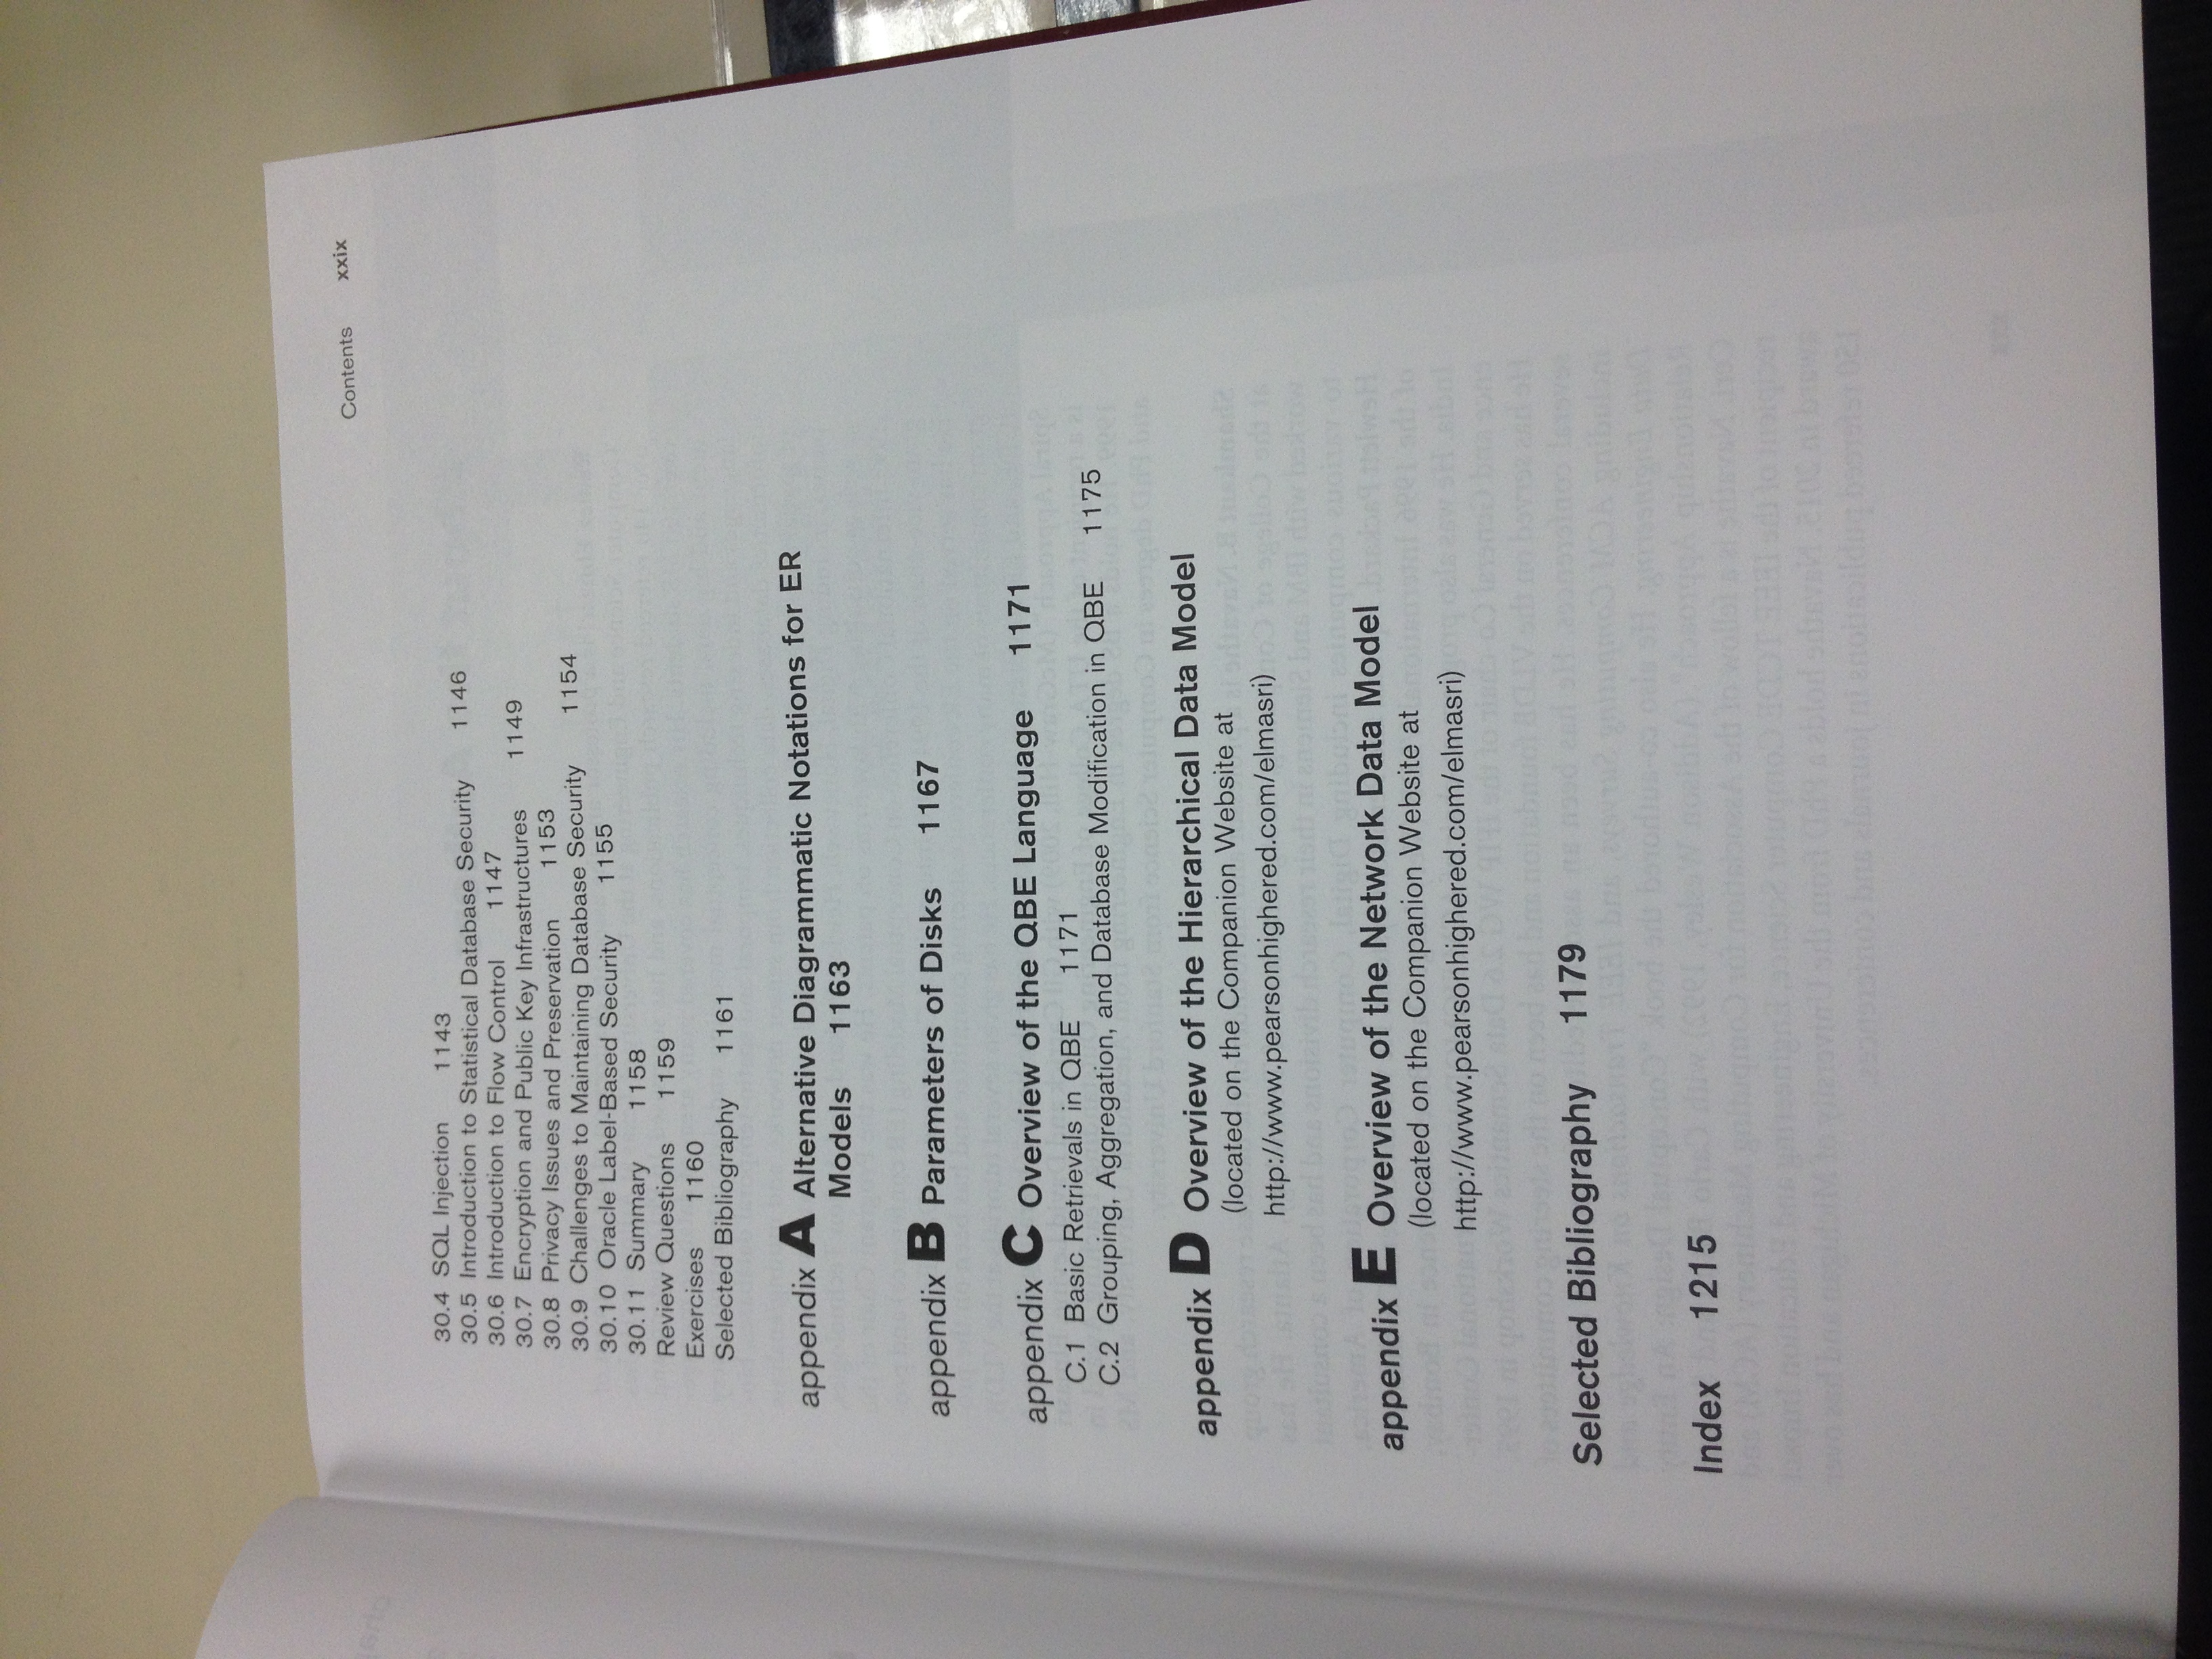 Contents xxix
30.4 SQL Injection 1143
30.5 Introduction to Statistical Database Security 1146
30.6 Introduction to Flow Control 1147
30.7 Encryption and Public Key Infrastructures 1149
30.8 Privacy Issues and Preservation 1153
30.9 Challenges to Maintaining Database Security 1154
30.10 Oracle Label-Based Security 1155
30.11 Summary 1158
Review Questions 1159
Exercises 1160
Selected Bibliography 1161
appendix A Alternative Diagrammatic Notations for ER
Models 1163
appendix B Parameters of Disks 1167
appendix C Overview of the QBE Language 1171
C.1 Basic Retrievals in QBE 1171
C.2 Grouping, Aggregation, and Database Modification in QBE 1175
appendix D Overview of the Hierarchical Data Model
(located on the Companion Website at
http://www.pearsonhighered.com/elmasri)
appendix E Overview of the Network Data Model
(located on the Companion Website at
http://www.pearsonhighered.com/elmasri)
Selected Bibliography 1179
Index 1215